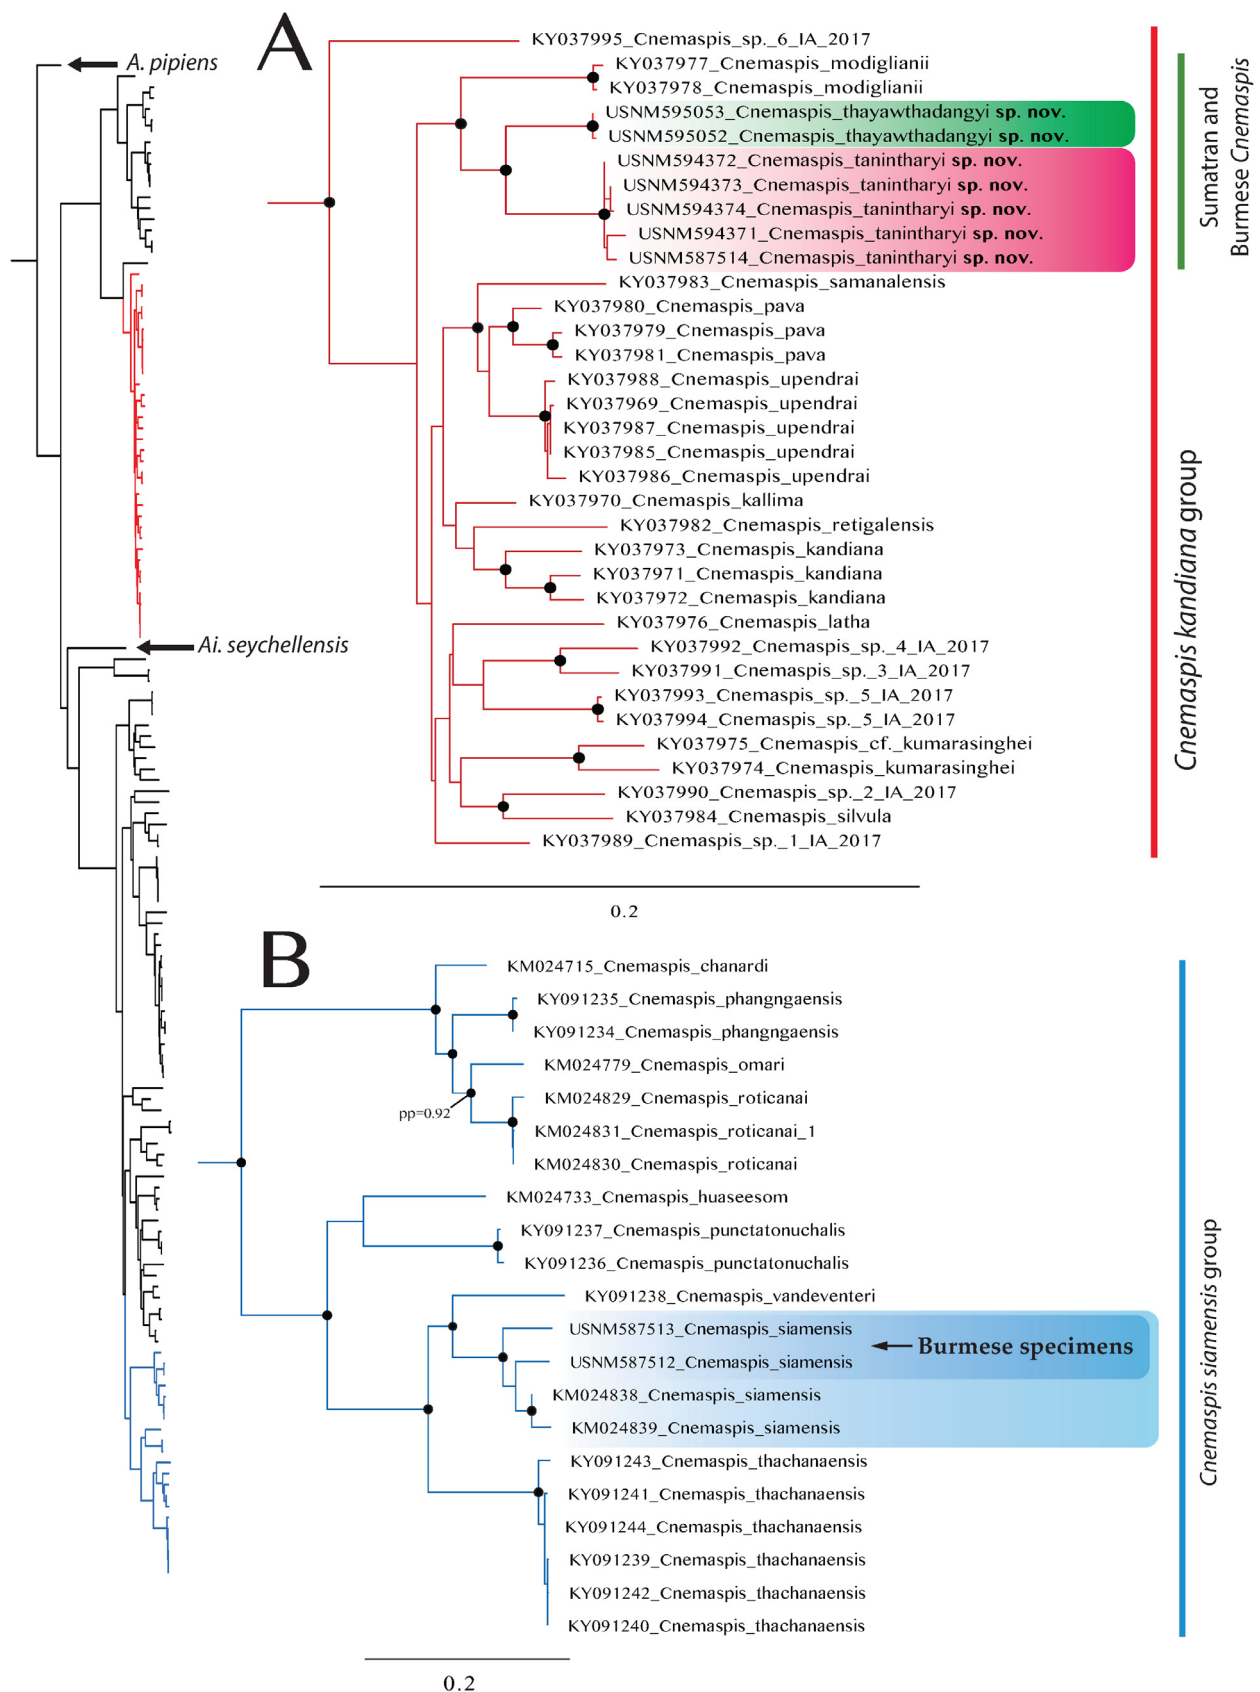 A
A. pipiens
KY037995_Cnemaspis_sp._6_IA_2017
KY037977_Cnemaspis_modiglianii
KY037978_Cnemaspis_modiglianii
USNM595053_Cnemaspis_thayawthadangyi sp. nov.
USNM595052_Cnemaspis_thayawthadangyi sp. nov.
USNM594372_Cnemaspis_tanintharyi sp. nov.
USNM594373_Cnemaspis_tanintharyi sp. nov.
USNM594374_Cnemaspis_tanintharyi sp. nov.
USNM594371_Cnemaspis_tanintharyi sp. nov.
USNM587514_Cnemaspis_tanintharyi sp. nov.
KY037983_Cnemaspis_samanalensis
KY037980_Cnemaspis_pava
KY037979_Cnemaspis_pava
KY037981_Cnemaspis_pava
KY037988_Cnemaspis_upendrai
KY037969_Cnemaspis_upendrai
KY037987_Cnemaspis_upendrai
KY037985_Cnemaspis_upendrai
KY037986_Cnemaspis_upendrai
KY037970_Cnemaspis_kallima
KY037982_Cnemaspis_retigalensis
KY037973_Cnemaspis_kandiana
KY037971_Cnemaspis_kandiana
KY037972_Cnemaspis_kandiana
KY037976_Cnemaspis_latha
Ai. seychellensis
KY037992_Cnemaspis_sp._4_IA_2017
KY037991_Cnemaspis_sp._3_IA_2017
KY037993_Cnemaspis_sp._5_IA_2017
KY037994_Cnemaspis_sp._5_IA_2017
KY037975_Cnemaspis_cf._kumarasinghei
KY037974_Cnemaspis_kumarasinghei
KY037990_Cnemaspis_sp._2_IA_2017
KY037984_Cnemaspis_silvula
KY037989_Cnemaspis_sp._1_IA_2017
0.2
Sumatran and
Burmese Cnemaspis
Cnemaspis kandiana group
B
KM024715_Cnemaspis_chanardi
KY091235_Cnemaspis_phangngaensis
KY091234_Cnemaspis_phangngaensis
KM024779_Cnemaspis_omari
KM024829_Cnemaspis_roticanai
pp=0.92
KM024831_Cnemaspis_roticanai_1
KM024830_Cnemaspis_roticanai
KM024733_Cnemaspis_huaseesom
KY091237_Cnemaspis_punctatonuchalis
KY091236_Cnemaspis_punctatonuchalis
KY091238_Cnemaspis_vandeventeri
USNM587513_Cnemaspis_siamensis
Burmese specimens
USNM587512_Cnemaspis_siamensis
KM024838_Cnemaspis_siamensis
KM024839_Cnemaspis_siamensis
KY091243_Cnemaspis_thachanaensis
KY091241_Cnemaspis_thachanaensis
KY091244_Cnemaspis_thachanaensis
KY091239_Cnemaspis_thachanaensis
KY091242_Cnemaspis_thachanaensis
KY091240_Cnemaspis_thachanaensis
0.2
Cnemaspis siamensis group